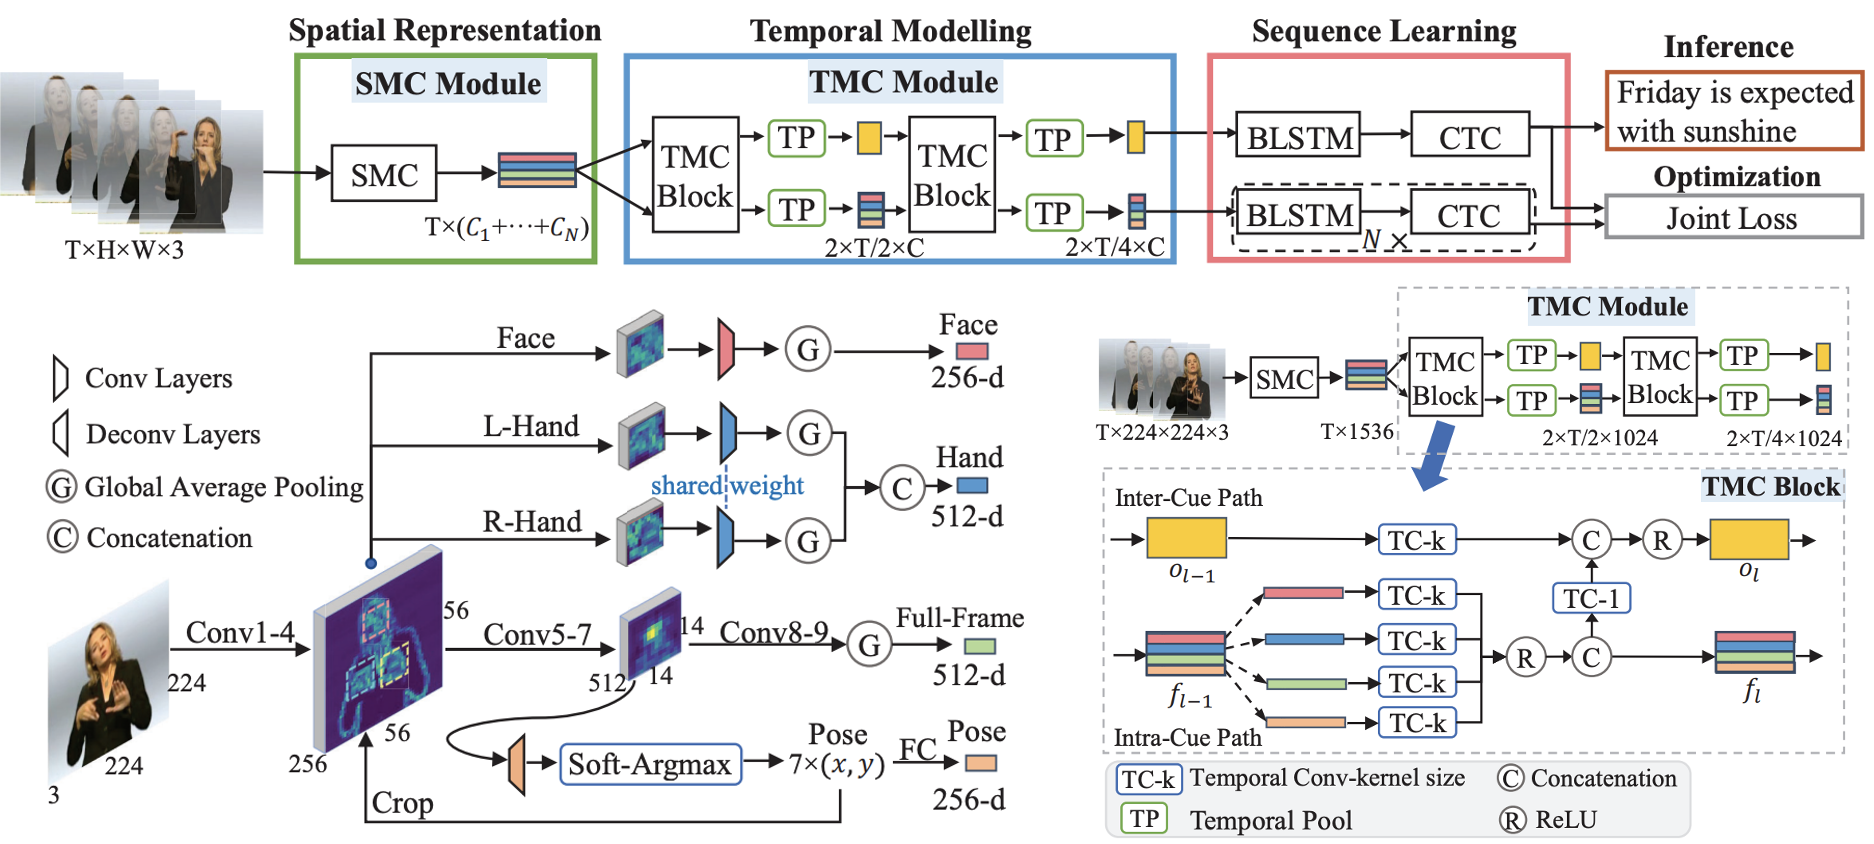 Spatial Representation
Temporal Modelling
Sequence Learning
Inference
SMC Module
TMC Module
Friday is expected
with sunshine
SMC
TMC
Block
TP
TP
TMC
Block
TP
TP
BLSTM
CTC
BLSTM
CTC
N ×
Optimization
Joint Loss
T×H×W×3
T×(C₁+⋯+C_N)
2×T/2×C
2×T/4×C
Conv Layers
Deconv Layers
G Global Average Pooling
C Concatenation
Face
G
Face
256-d
L-Hand
G
shared weight
C
Hand
512-d
R-Hand
G
Conv1-4
224
224
3
56
56
256
Conv5-7
14
14
512
Conv8-9
G
Full-Frame
512-d
Soft-Argmax
Pose
7×(x, y)
FC
Pose
256-d
Crop
TMC Module
SMC
TMC
Block
TP
TP
TMC
Block
TP
TP
T×224×224×3
T×1536
2×T/2×1024
2×T/4×1024
TMC Block
Inter-Cue Path
o_{l−1}
TC-k
C
R
o_l
TC-1
TC-k
TC-k
TC-k
TC-k
R
C
f_{l−1}
f_l
Intra-Cue Path
TC-k Temporal Conv-kernel size
C Concatenation
TP Temporal Pool
R ReLU